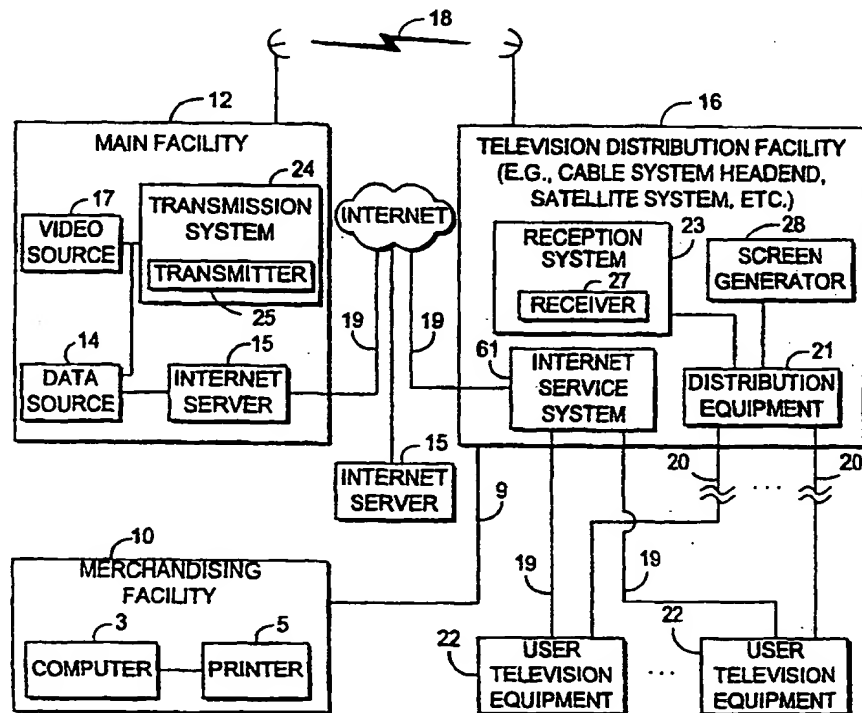 18
12
MAIN FACILITY
24
17
VIDEO
SOURCE
TRANSMISSION
SYSTEM
TRANSMITTER
25
14
DATA
SOURCE
15
INTERNET
SERVER
INTERNET
19
19
15
INTERNET
SERVER
16
TELEVISION DISTRIBUTION FACILITY
(E.G., CABLE SYSTEM HEADEND,
SATELLITE SYSTEM, ETC.)
RECEPTION
SYSTEM
23
27
RECEIVER
28
SCREEN
GENERATOR
61
INTERNET
SERVICE
SYSTEM
21
DISTRIBUTION
EQUIPMENT
20
...
20
9
10
MERCHANDISING
FACILITY
3
COMPUTER
5
PRINTER
19
19
22
USER
TELEVISION
EQUIPMENT
...
22
USER
TELEVISION
EQUIPMENT